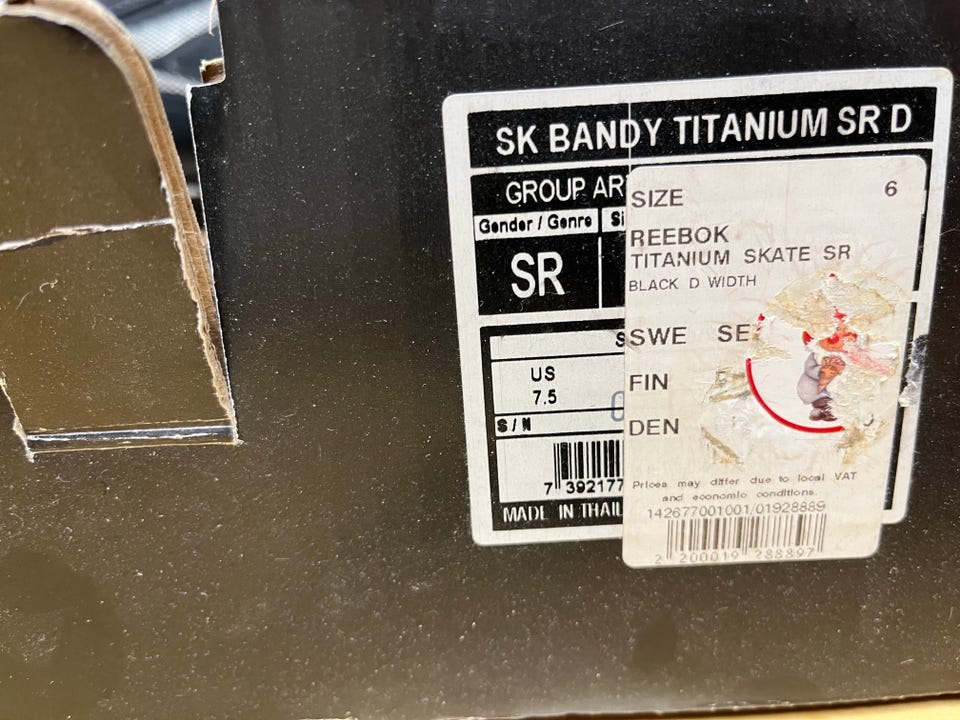 SK BANDY TITANIUM SR D
GROUP AR
Gender / Genre Si
SR
S
US
7.5
S / N
7 392177
MADE IN THAIL
SIZE 6
REEBOK
TITANIUM SKATE SR
BLACK D WIDTH
SWE SE
FIN
DEN
Prices may differ due to local VAT
and economic conditions.
142677001001/01928889
2 200019 288897